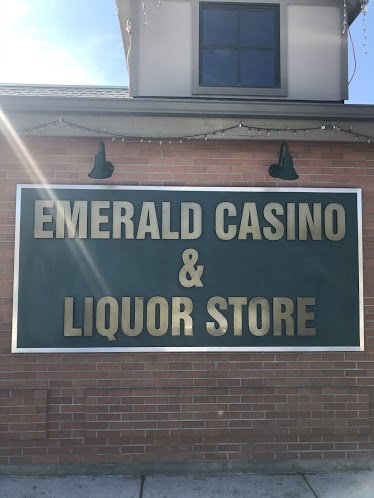 EMERALD CASINO
&
LIQUOR STORE